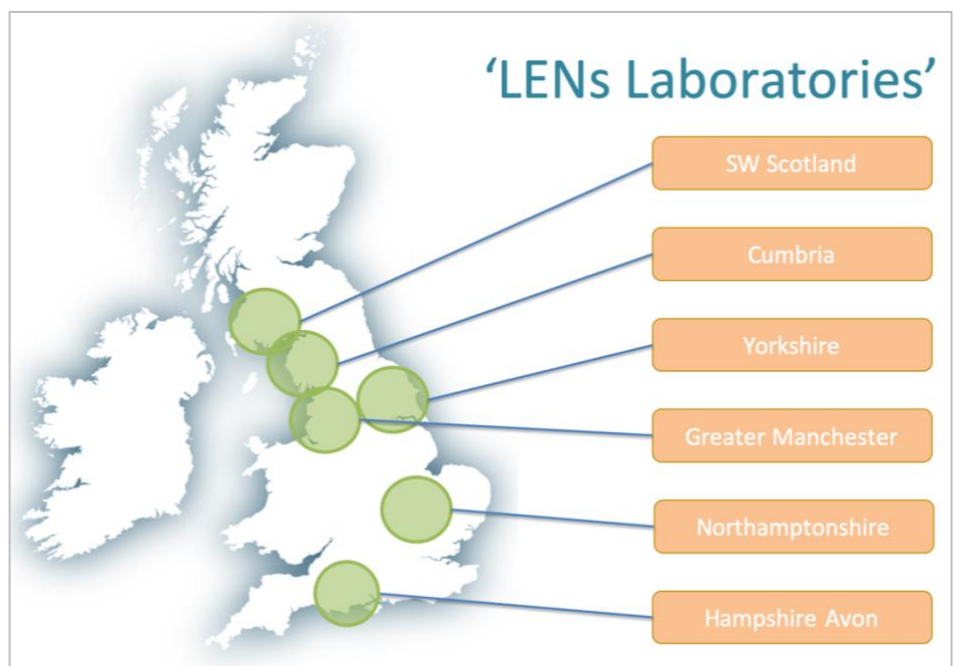 ‘LENs Laboratories’
SW Scotland
Cumbria
Yorkshire
Greater Manchester
Northamptonshire
Hampshire Avon